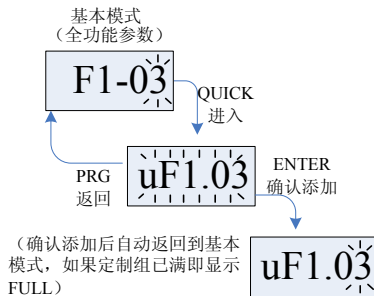 基本模式
（全功能参数）
F1-03
QUICK
进入
PRG
返回
uF1.03
ENTER
确认添加
（确认添加后自动返回到基本
模式，如果定制组已满即显示
FULL）
uF1.03